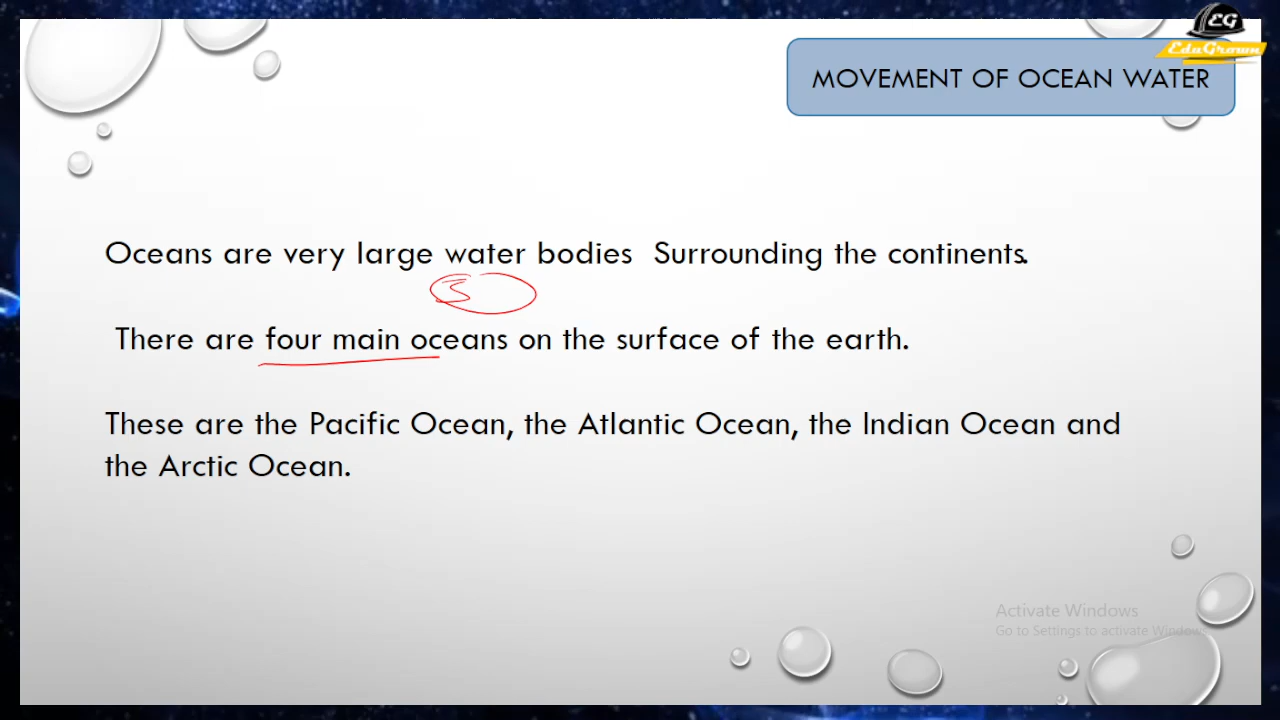 EG
EduGrown
MOVEMENT OF OCEAN WATER
Oceans are very large water bodies Surrounding the continents.
There are four main oceans on the surface of the earth.
These are the Pacific Ocean, the Atlantic Ocean, the Indian Ocean and
the Arctic Ocean.
Activate Windows
Go to Settings to activate Windows